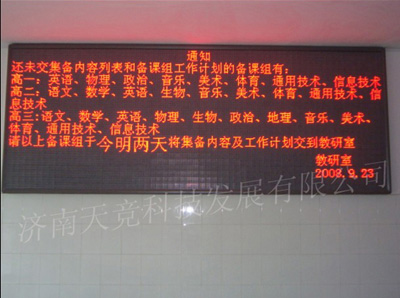 通知
还未交集备内容列表和备课组工作计划的备课组有：
高一：英语、物理、政治、音乐、美术、体育、通用技术、信息技术
高二：语文、数学、英语、生物、音乐、美术、体育、通用技术、信
息技术
高三:语文、数学、英语、物理、生物、政治、地理、音乐、美术、
体育、通用技术、信息技术
请以上备课组于今明两天将集备内容及工作计划交到教研室
教研室
2008.9.23
济南天竞科技发展有限公司